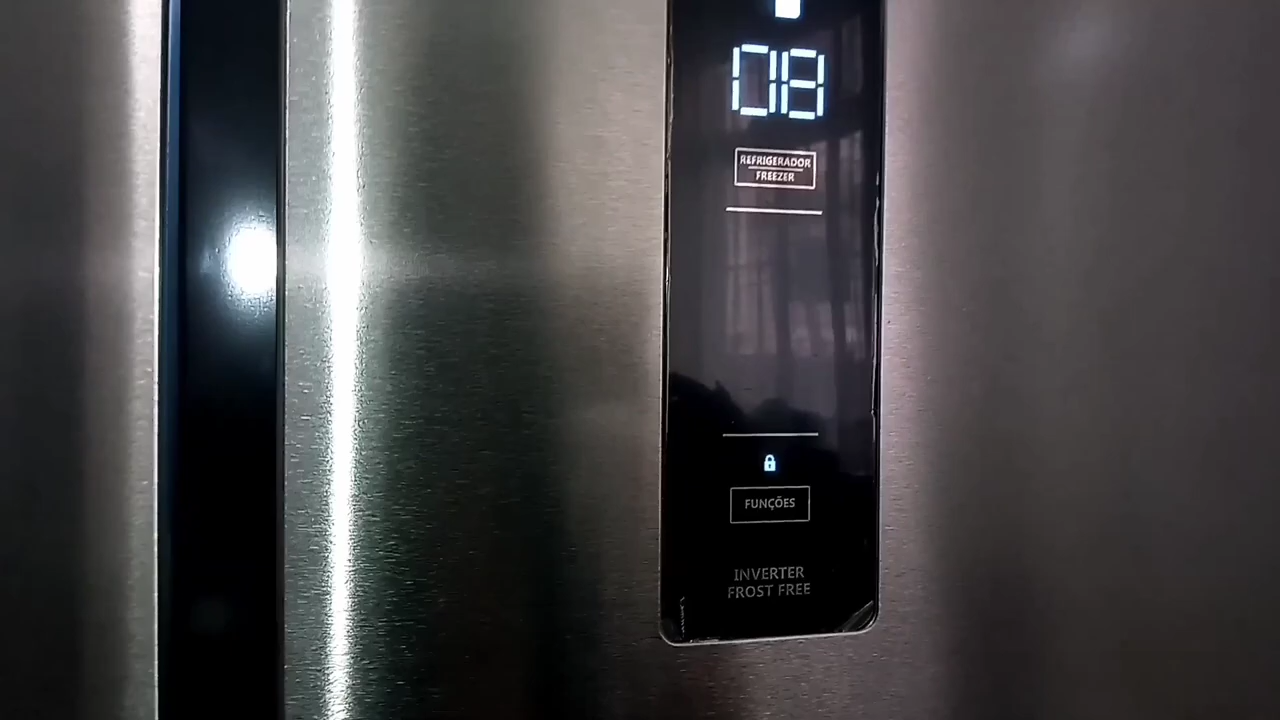 08
REFRIGERADOR
FREEZER
FUNÇÕES
INVERTER
FROST FREE